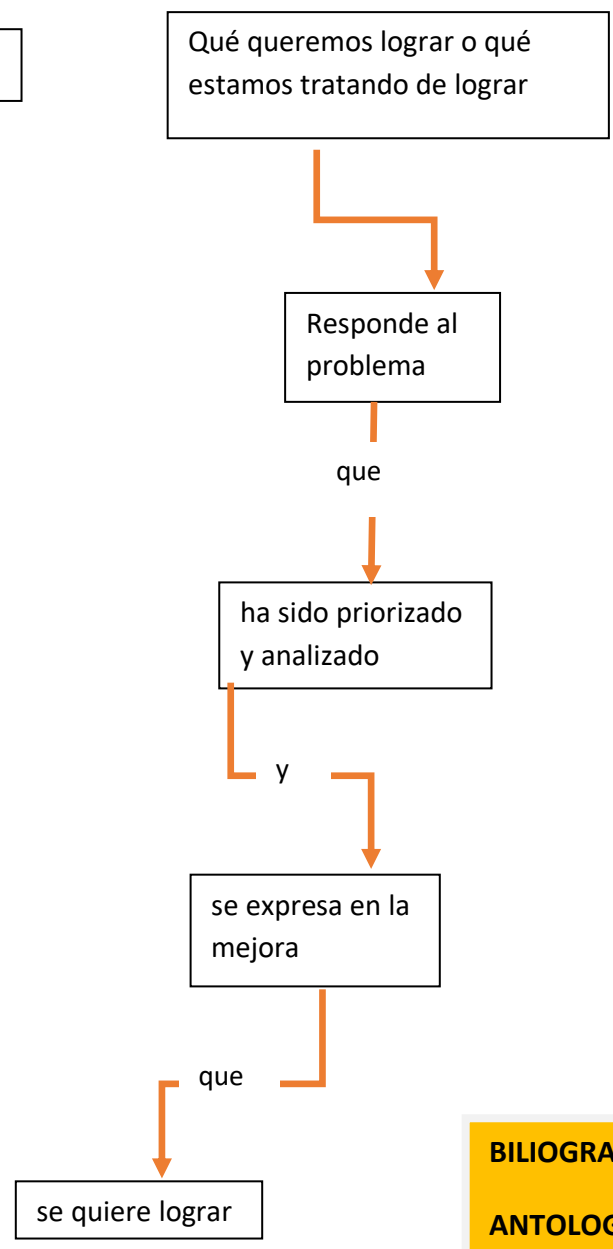 Qué queremos lograr o qué
estamos tratando de lograr
Responde al
problema
que
ha sido priorizado
y analizado
y
se expresa en la
mejora
que
se quiere lograr
BILIOGRA
ANTOLOG